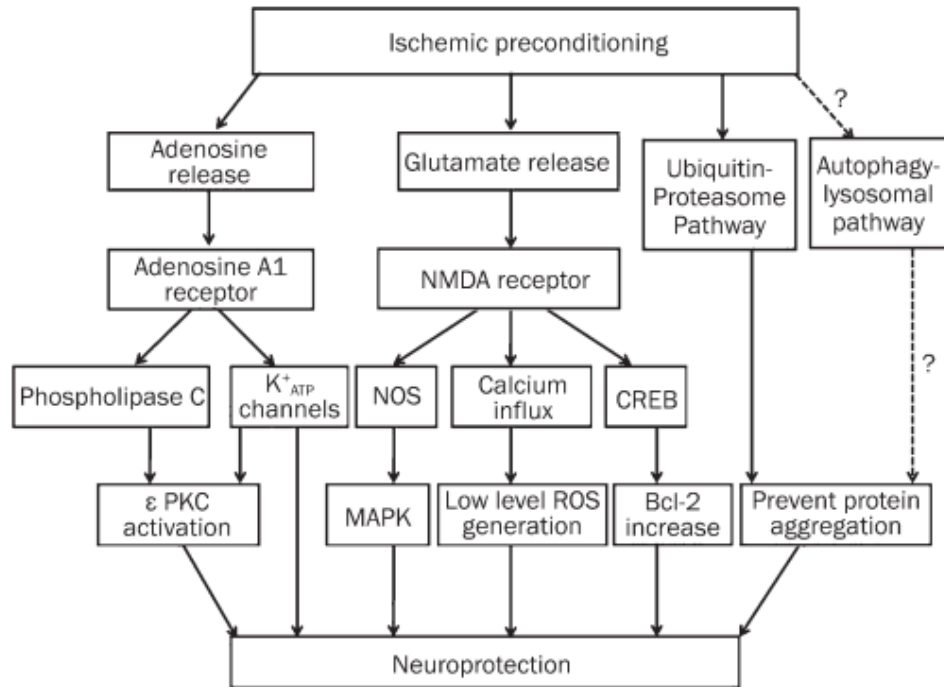 Ischemic preconditioning
?
Adenosine
release
Glutamate release
Ubiquitin-
Proteasome
Pathway
Autophagy-
lysosomal
pathway
Adenosine A1
receptor
NMDA receptor
?
Phospholipase C
K⁺ATP
channels
NOS
Calcium
influx
CREB
ε PKC
activation
MAPK
Low level ROS
generation
Bcl-2
increase
Prevent protein
aggregation
Neuroprotection